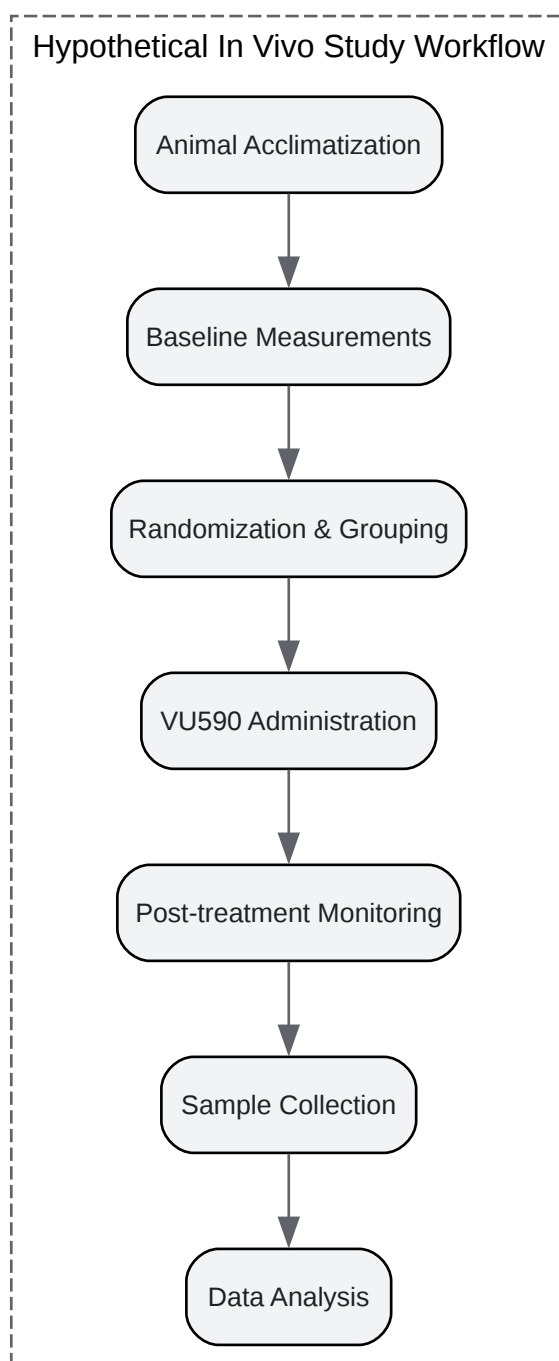 Hypothetical In Vivo Study Workflow
Animal Acclimatization
Baseline Measurements
Randomization & Grouping
VU590 Administration
Post-treatment Monitoring
Sample Collection
Data Analysis